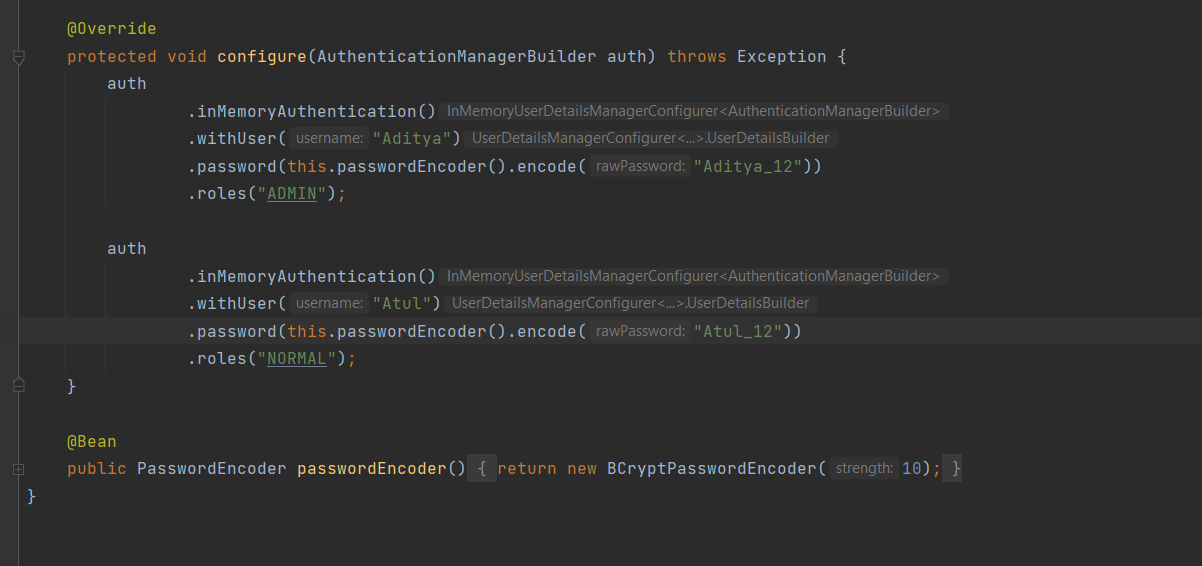 @Override
protected void configure(AuthenticationManagerBuilder auth) throws Exception {
auth
.inMemoryAuthentication() InMemoryUserDetailsManagerConfigurer<AuthenticationManagerBuilder>
.withUser( username: "Aditya") UserDetailsManagerConfigurer<...>.UserDetailsBuilder
.password(this.passwordEncoder().encode( rawPassword: "Aditya_12"))
.roles("ADMIN");
auth
.inMemoryAuthentication() InMemoryUserDetailsManagerConfigurer<AuthenticationManagerBuilder>
.withUser( username: "Atul") UserDetailsManagerConfigurer<...>.UserDetailsBuilder
.password(this.passwordEncoder().encode( rawPassword: "Atul_12"))
.roles("NORMAL");
}
@Bean
public PasswordEncoder passwordEncoder() { return new BCryptPasswordEncoder( strength: 10); }
}